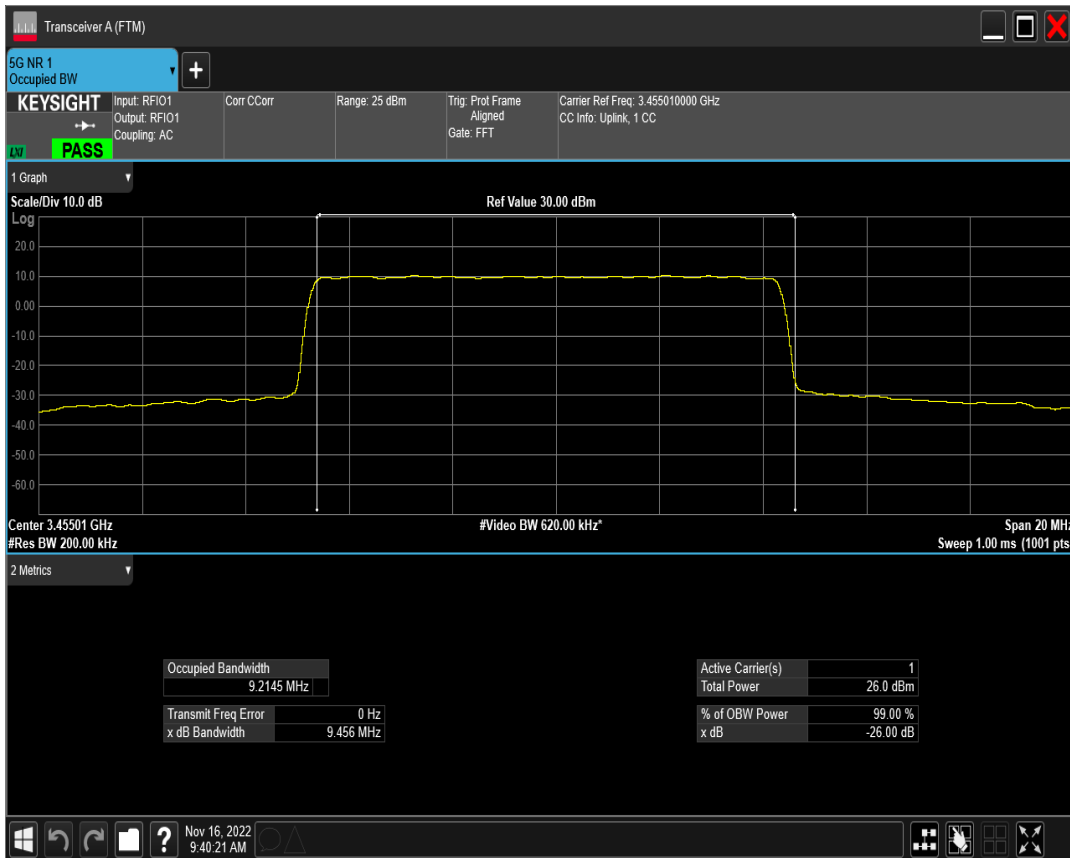 Transceiver A (FTM)
5G NR 1
Occupied BW
+
KEYSIGHT
LXI
PASS
Input: RFIO1
Output: RFIO1
Coupling: AC
Corr CCorr
Range: 25 dBm
Trig: Prot Frame
Aligned
Gate: FFT
Carrier Ref Freq: 3.455010000 GHz
CC Info: Uplink, 1 CC
1 Graph
Scale/Div 10.0 dB
Ref Value 30.00 dBm
Log
20.0
10.0
0.00
-10.0
-20.0
-30.0
-40.0
-50.0
-60.0
Center 3.45501 GHz
#Video BW 620.00 kHz*
Span 20 MHz
#Res BW 200.00 kHz
Sweep 1.00 ms (1001 pts
2 Metrics
Occupied Bandwidth
9.2145 MHz
Transmit Freq Error 0 Hz
x dB Bandwidth 9.456 MHz
Active Carrier(s) 1
Total Power 26.0 dBm
% of OBW Power 99.00 %
x dB -26.00 dB
?
Nov 16, 2022
9:40:21 AM